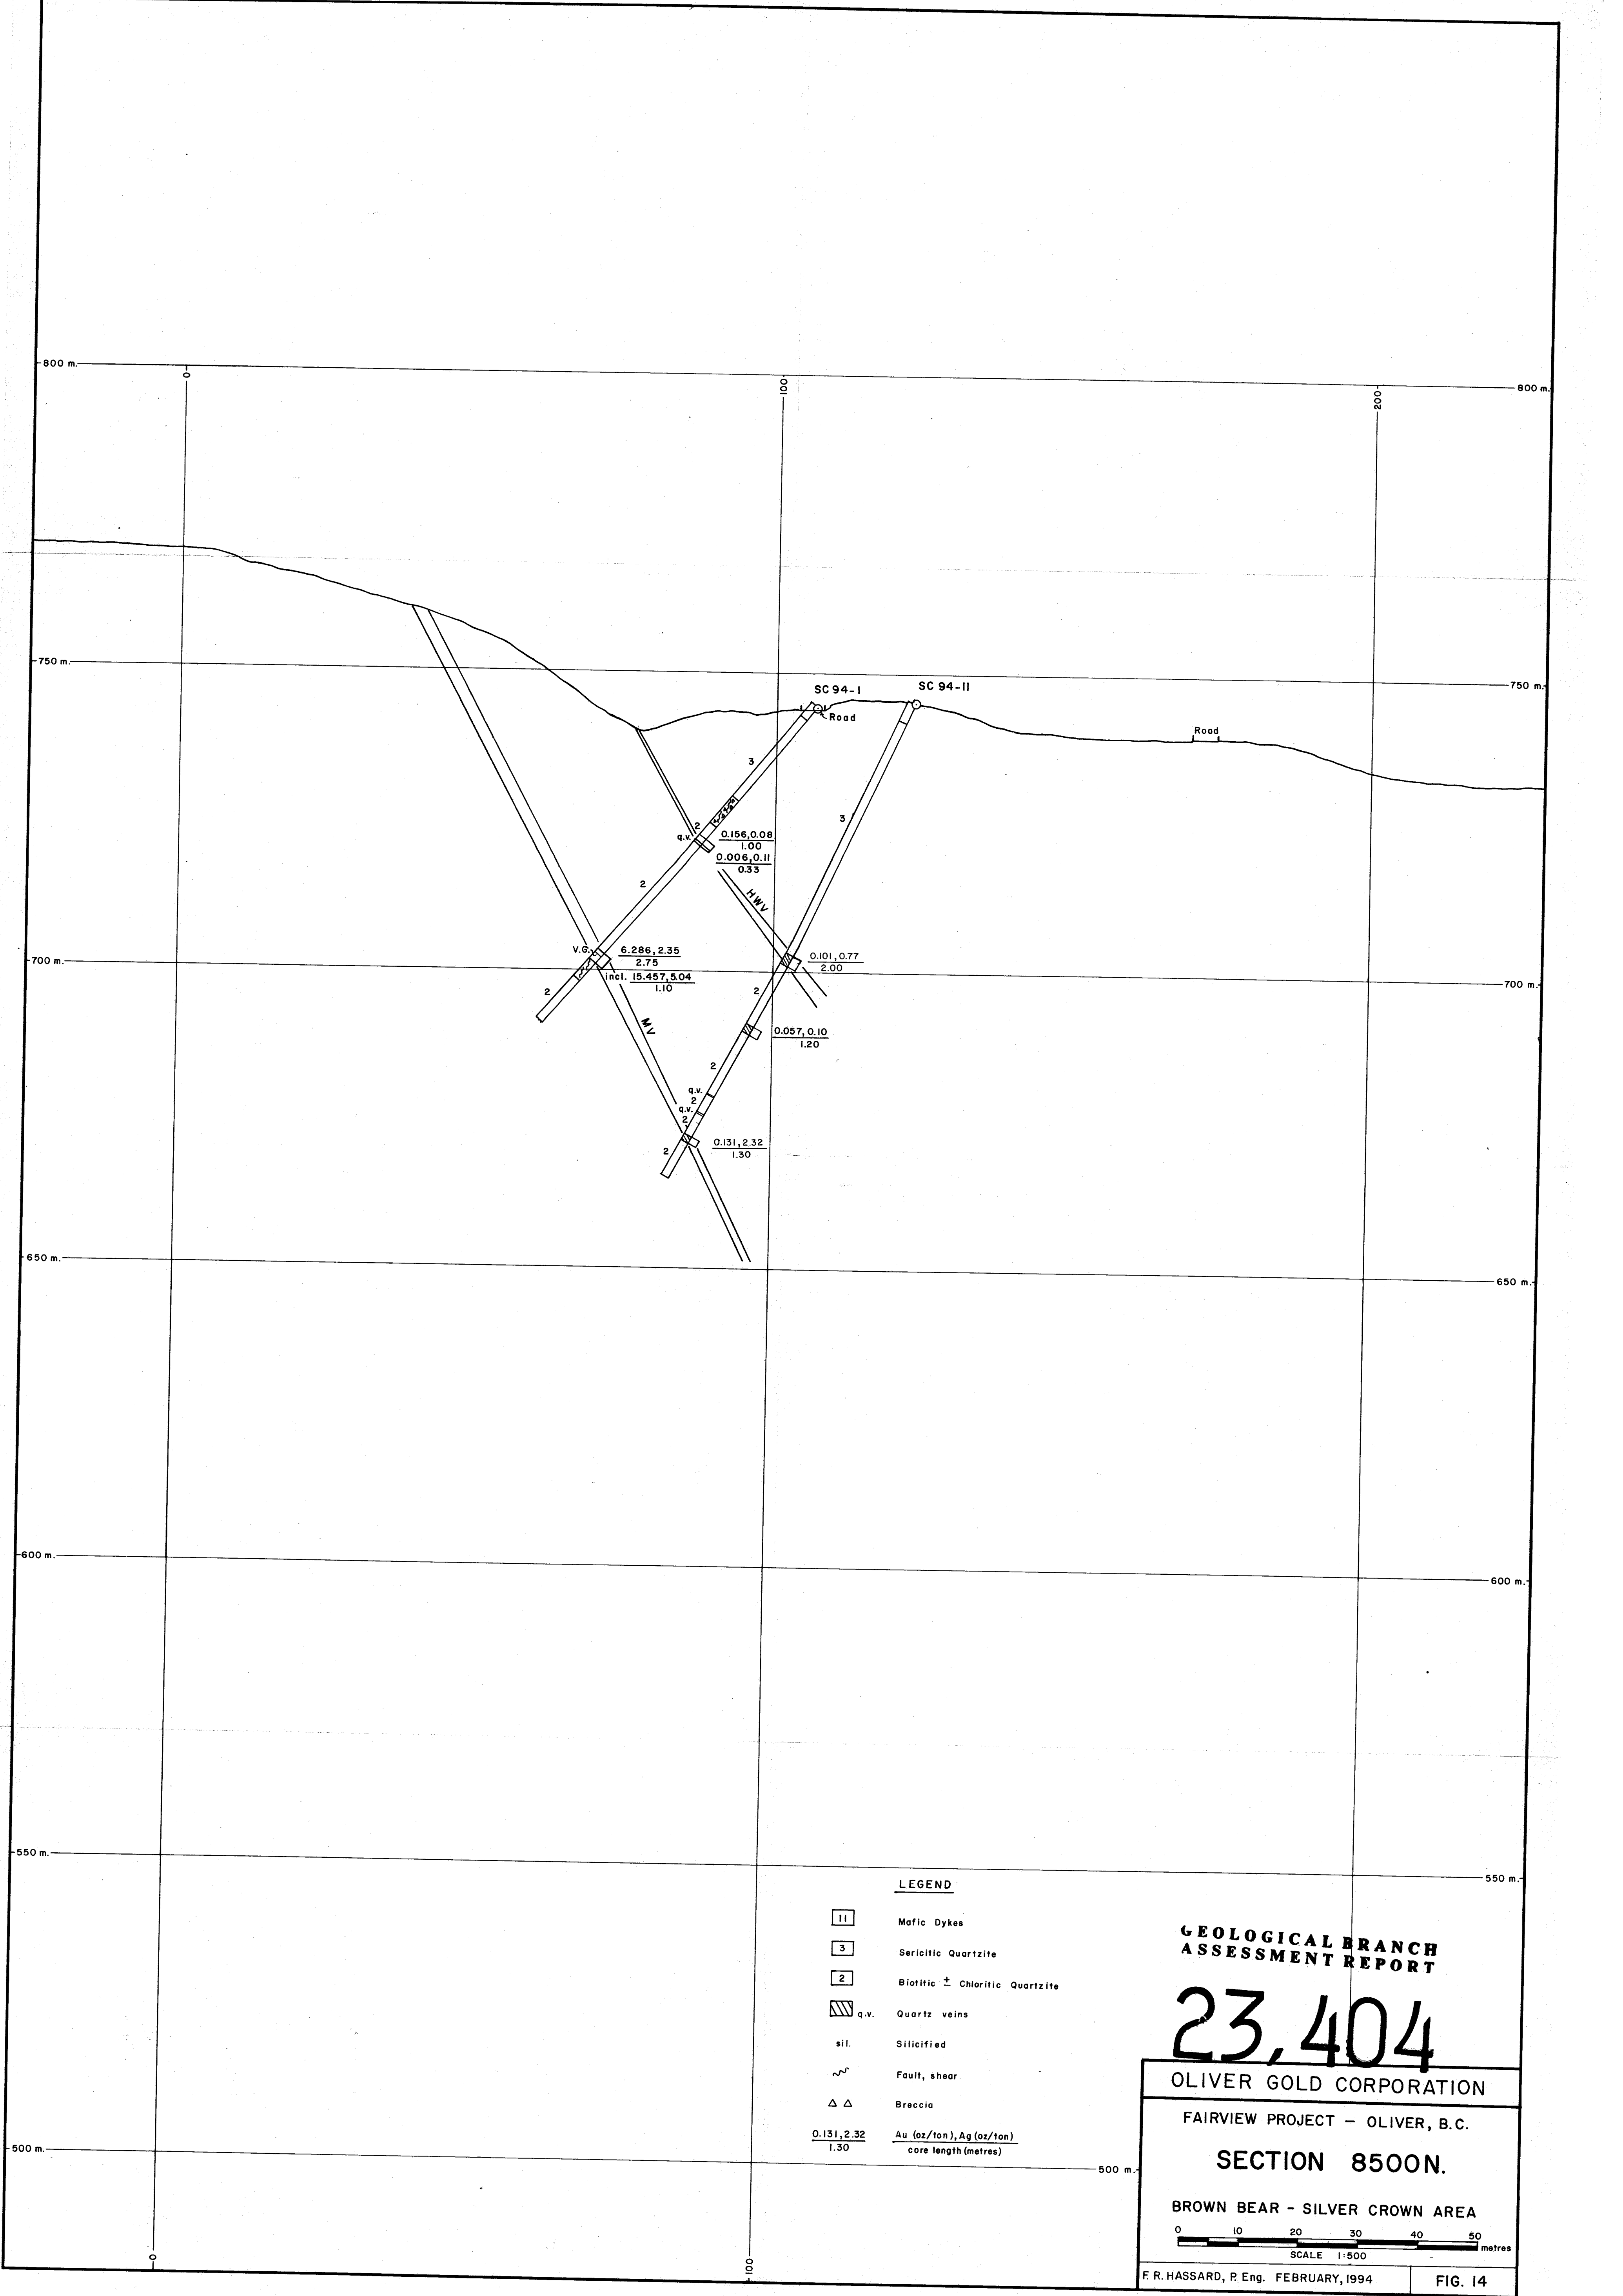 800 m.
0
100
200
800 m.
750 m.
SC 94-1
SC 94-11
750 m.
Road
Road
3
3
2
q.v.
0.156, 0.08
1.00
0.006, 0.11
0.33
2
HWV
V.G.
6.286, 2.35
2.75
incl. 15.457, 5.04
1.10
0.101, 0.77
2.00
700 m.
700 m.
2
2
MV
0.057, 0.10
1.20
2
q.v.
2
q.v.
2
2
0.131, 2.32
1.30
650 m.
650 m.
600 m.
600 m.
550 m.
550 m.
LEGEND
11 Mafic Dykes
3 Sericitic Quartzite
2 Biotitic ± Chloritic Quartzite
q.v. Quartz veins
sil. Silicified
Fault, shear
△ △ Breccia
0.131, 2.32 Au (oz/ton), Ag (oz/ton)
1.30 core length (metres)
500 m.
500 m.
0
100
GEOLOGICAL BRANCH
ASSESSMENT REPORT
23,404
OLIVER GOLD CORPORATION
FAIRVIEW PROJECT – OLIVER, B.C.
SECTION 8500N.
BROWN BEAR - SILVER CROWN AREA
0 10 20 30 40 50
metres
SCALE 1:500
F. R. HASSARD, P. Eng. FEBRUARY, 1994
FIG. 14